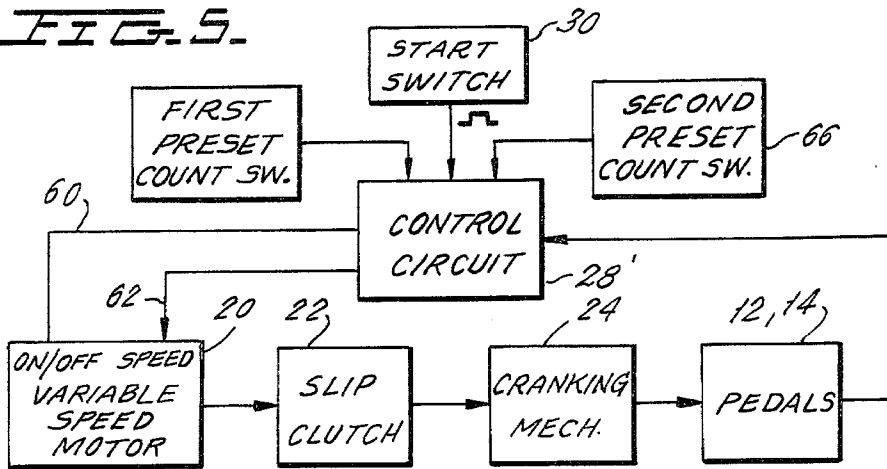 FIG. 5.
START
SWITCH
30
FIRST
PRESET
COUNT SW.
SECOND
PRESET
COUNT SW.
66
CONTROL
CIRCUIT
28'
60
62
20
ON/OFF SPEED
VARIABLE
SPEED
MOTOR
22
SLIP
CLUTCH
24
CRANKING
MECH.
12, 14
PEDALS